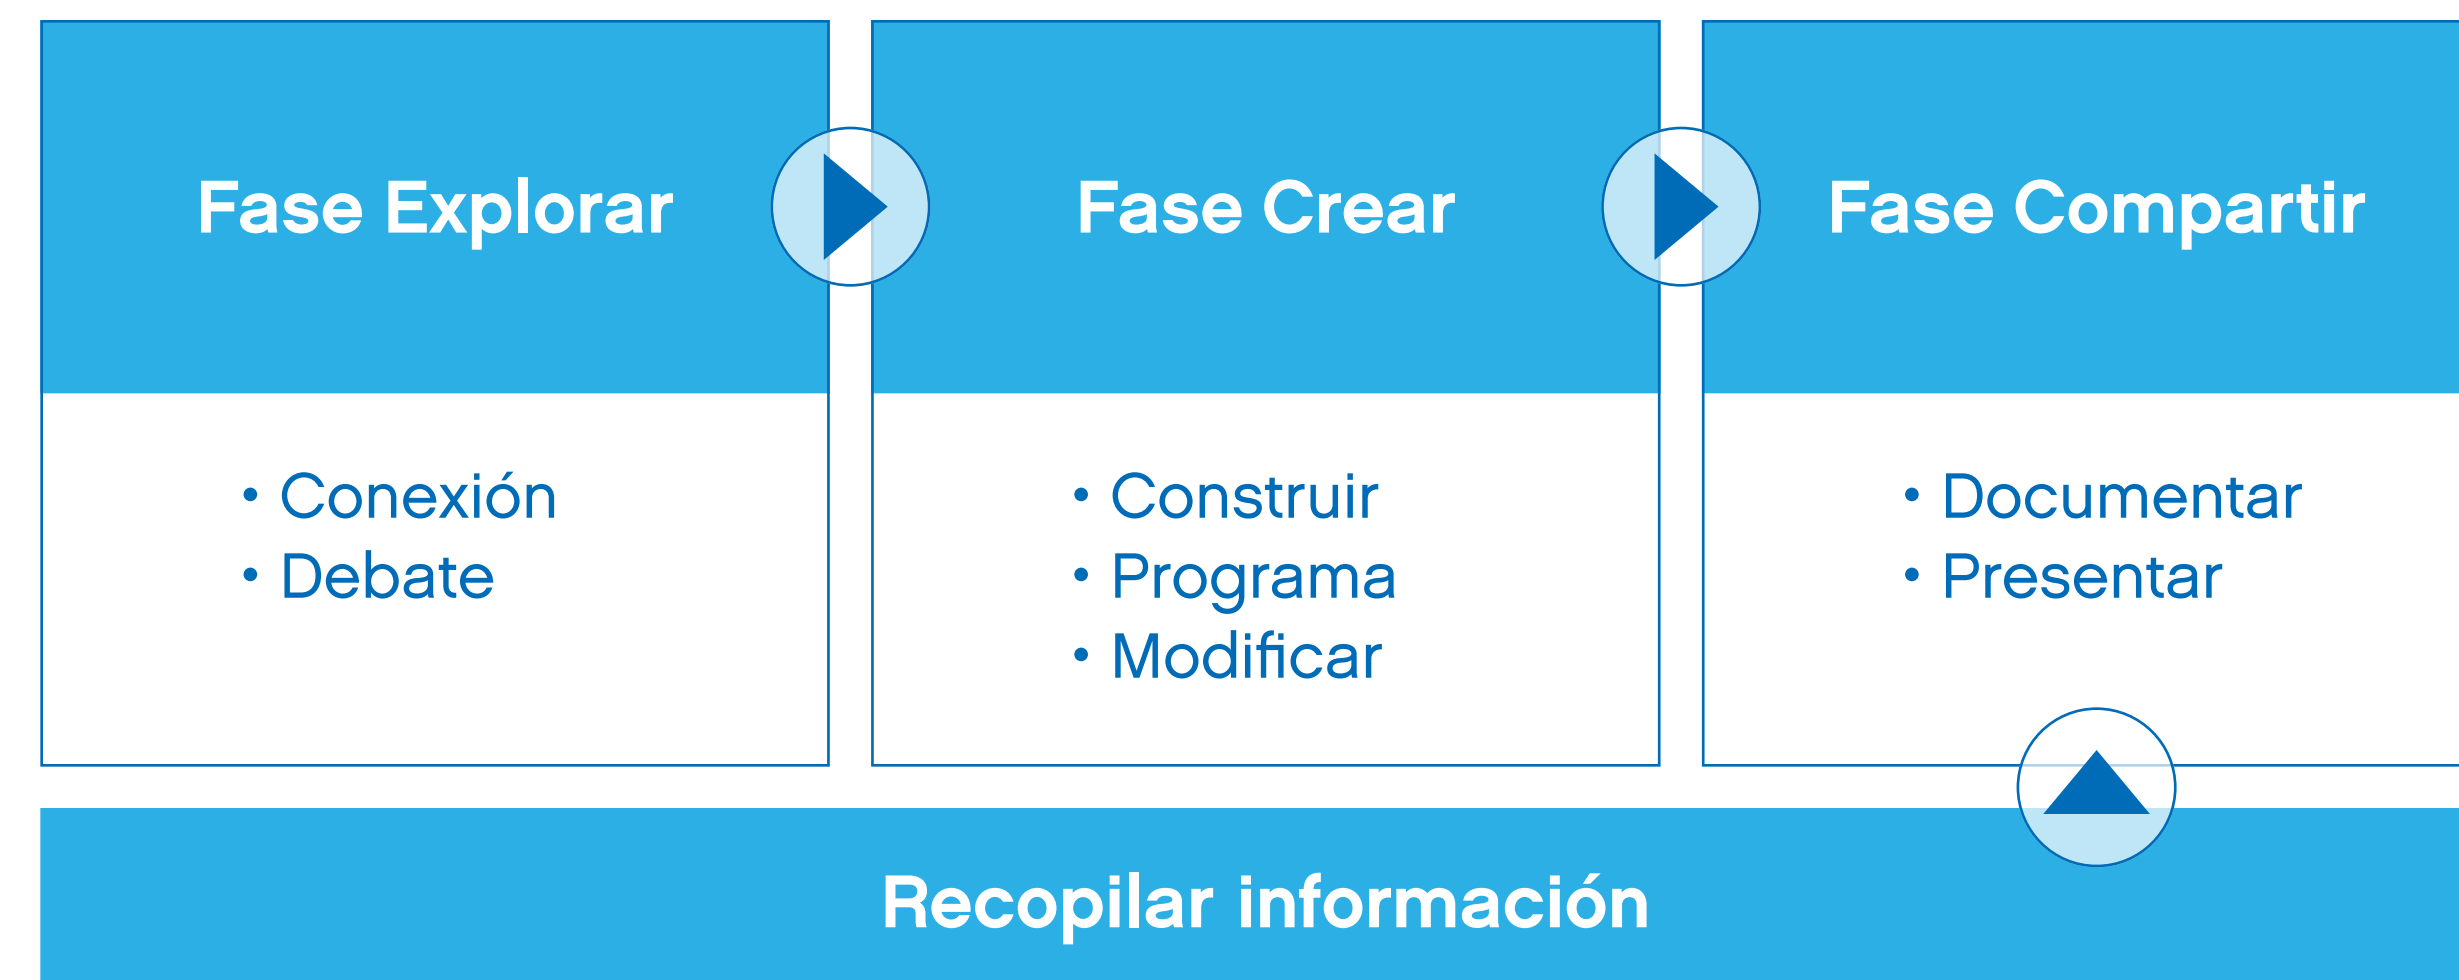 Fase Explorar
• Conexión
• Debate
Fase Crear
• Construir
• Programa
• Modificar
Fase Compartir
• Documentar
• Presentar
Recopilar información